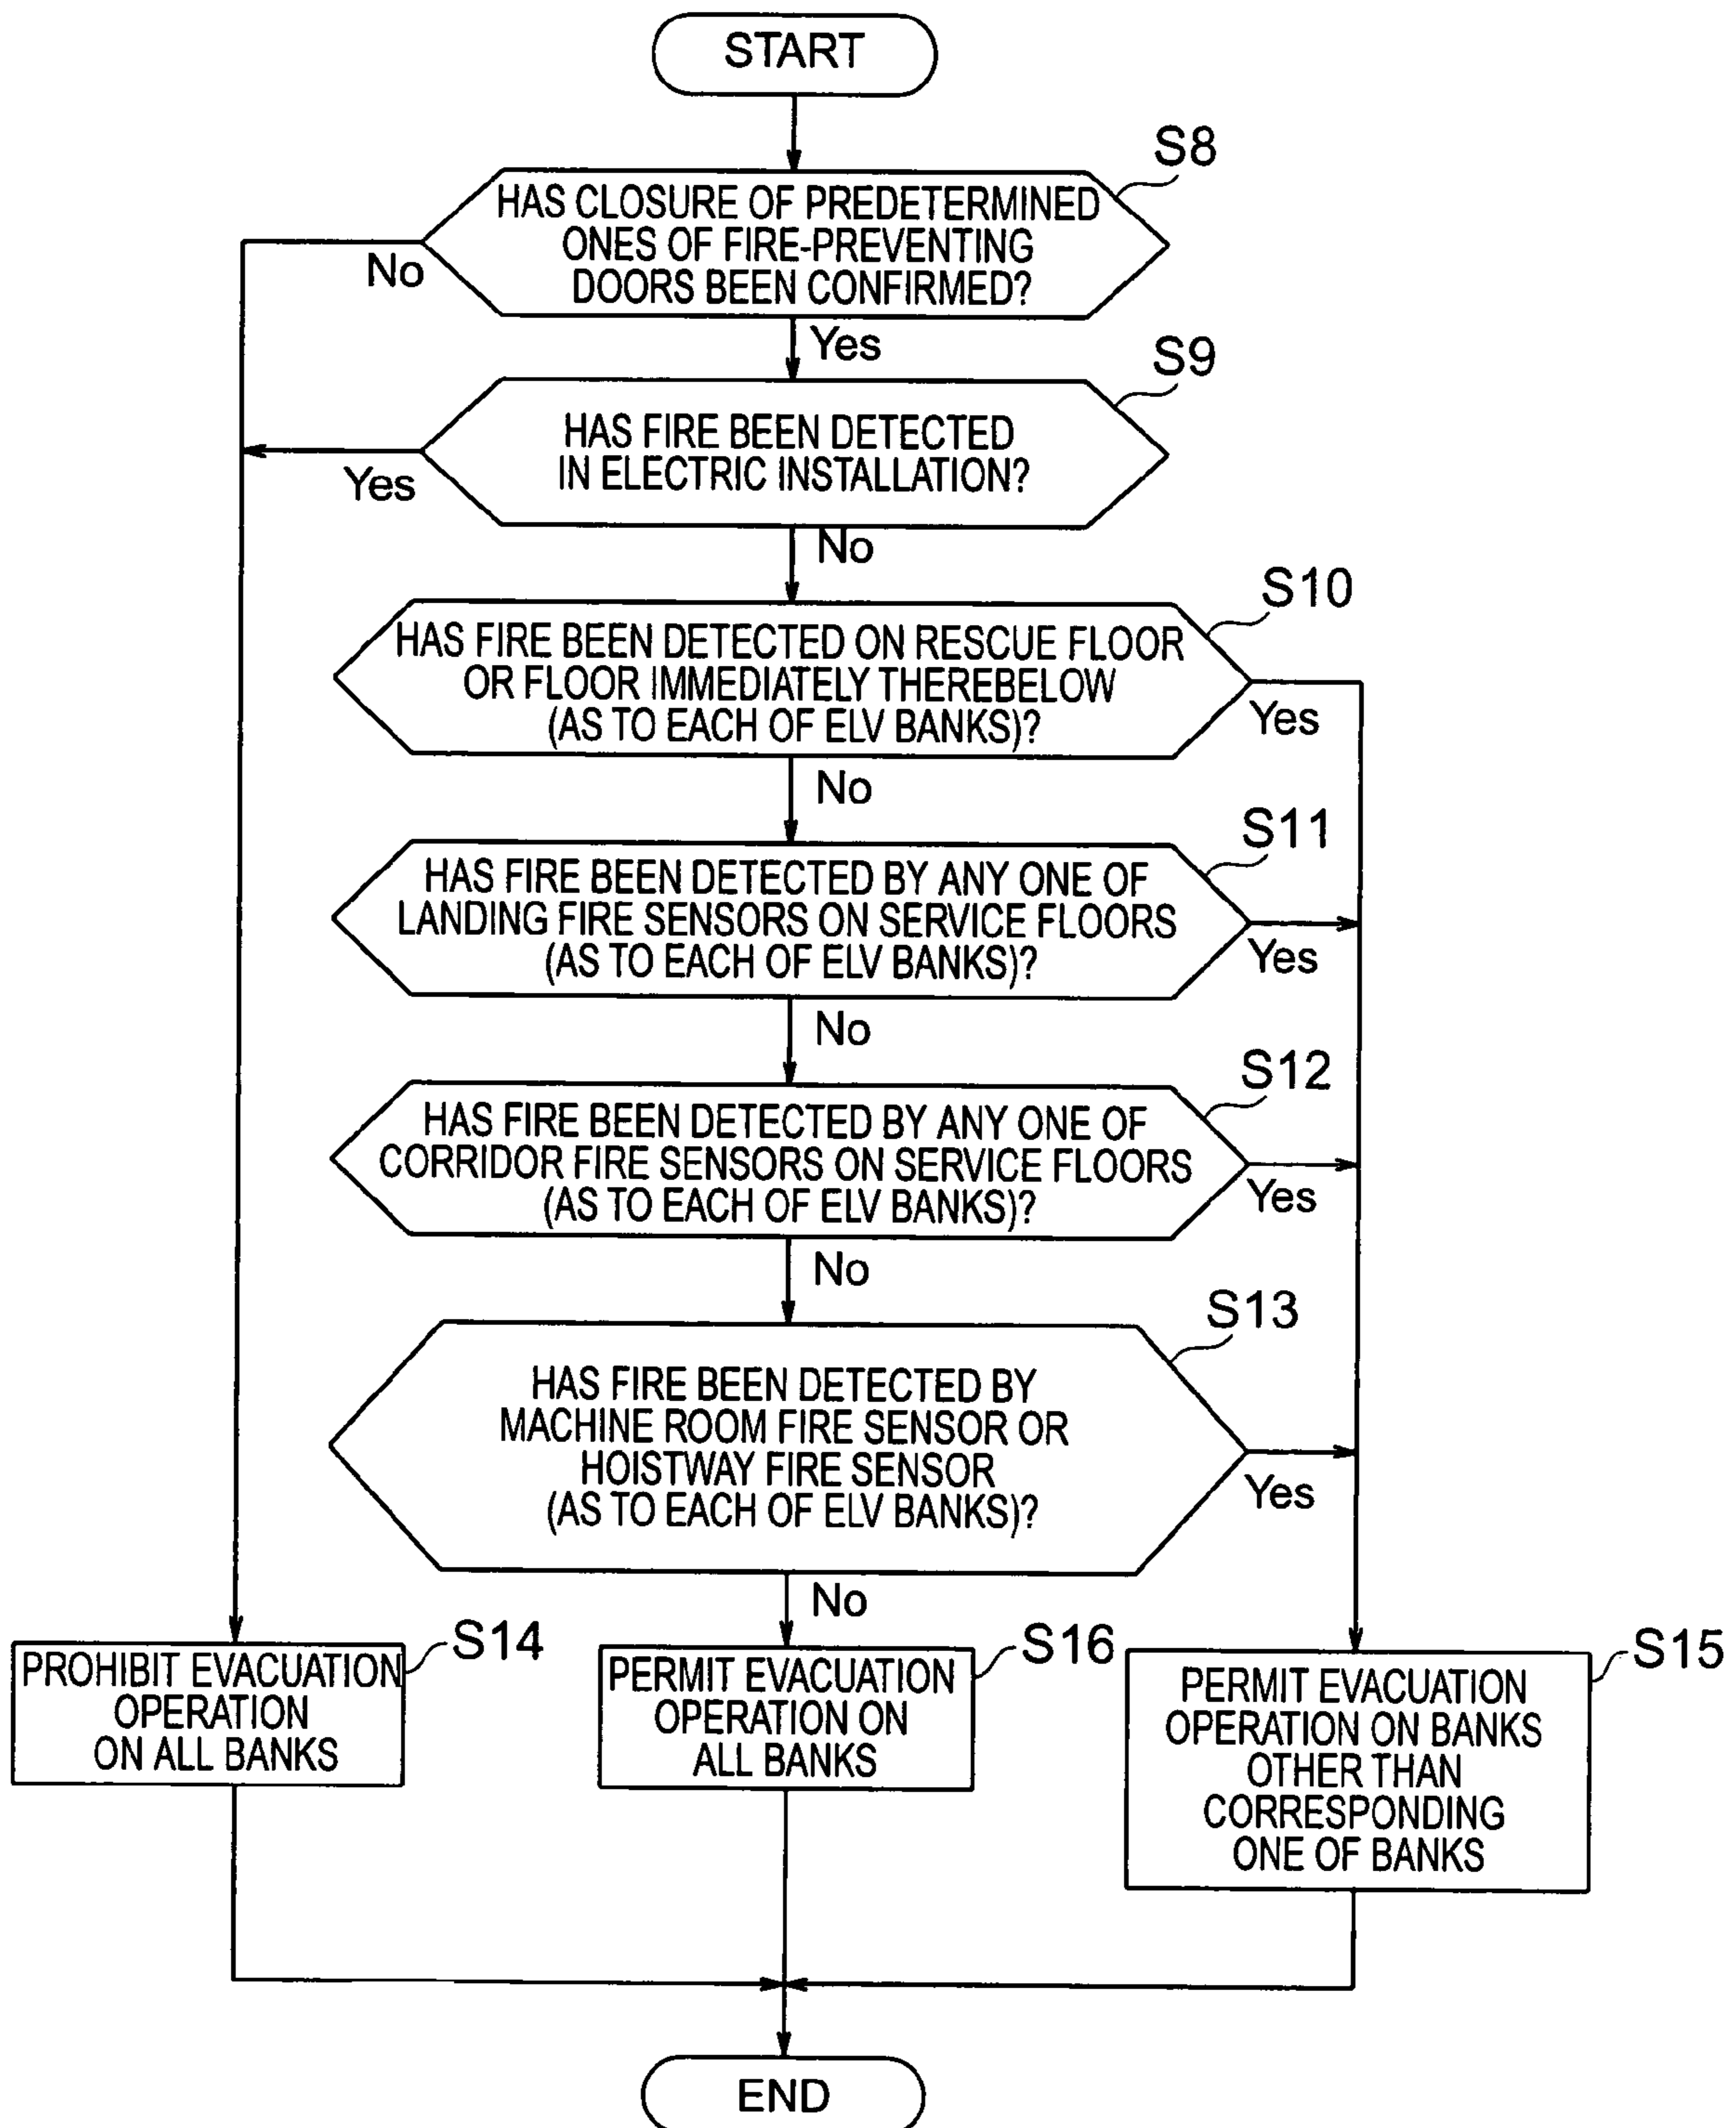 START
S8
HAS CLOSURE OF PREDETERMINED
ONES OF FIRE-PREVENTING
DOORS BEEN CONFIRMED?
No
Yes
S9
HAS FIRE BEEN DETECTED
IN ELECTRIC INSTALLATION?
Yes
No
S10
HAS FIRE BEEN DETECTED ON RESCUE FLOOR
OR FLOOR IMMEDIATELY THEREBELOW
(AS TO EACH OF ELV BANKS)?
Yes
No
S11
HAS FIRE BEEN DETECTED BY ANY ONE OF
LANDING FIRE SENSORS ON SERVICE FLOORS
(AS TO EACH OF ELV BANKS)?
Yes
No
S12
HAS FIRE BEEN DETECTED BY ANY ONE OF
CORRIDOR FIRE SENSORS ON SERVICE FLOORS
(AS TO EACH OF ELV BANKS)?
Yes
No
S13
HAS FIRE BEEN DETECTED BY
MACHINE ROOM FIRE SENSOR OR
HOISTWAY FIRE SENSOR
(AS TO EACH OF ELV BANKS)?
Yes
No
S14
PROHIBIT EVACUATION
OPERATION
ON ALL BANKS
S16
PERMIT EVACUATION
OPERATION ON
ALL BANKS
S15
PERMIT EVACUATION
OPERATION ON BANKS
OTHER THAN
CORRESPONDING
ONE OF BANKS
END